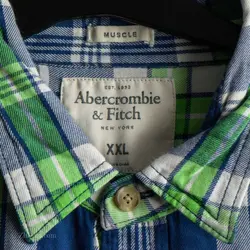 MUSCLE
EST. 1892
Abercrombie
& Fitch
NEW YORK
XXL